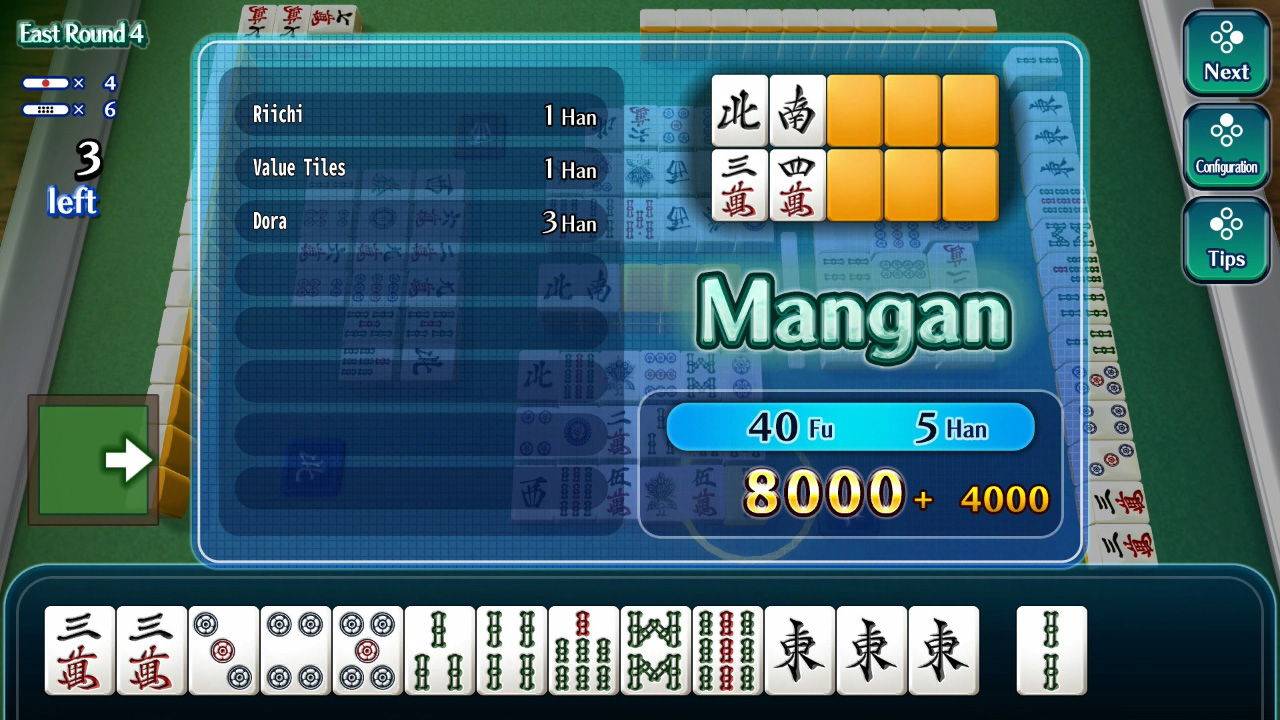 East Round 4
× 4
× 6
3
left
Riichi 1 Han
Value Tiles 1 Han
Dora 3 Han
北 南
三萬 四萬
Mangan
40 Fu 5 Han
8000 + 4000
Next
Configuration
Tips
三萬 三萬 東 東 東